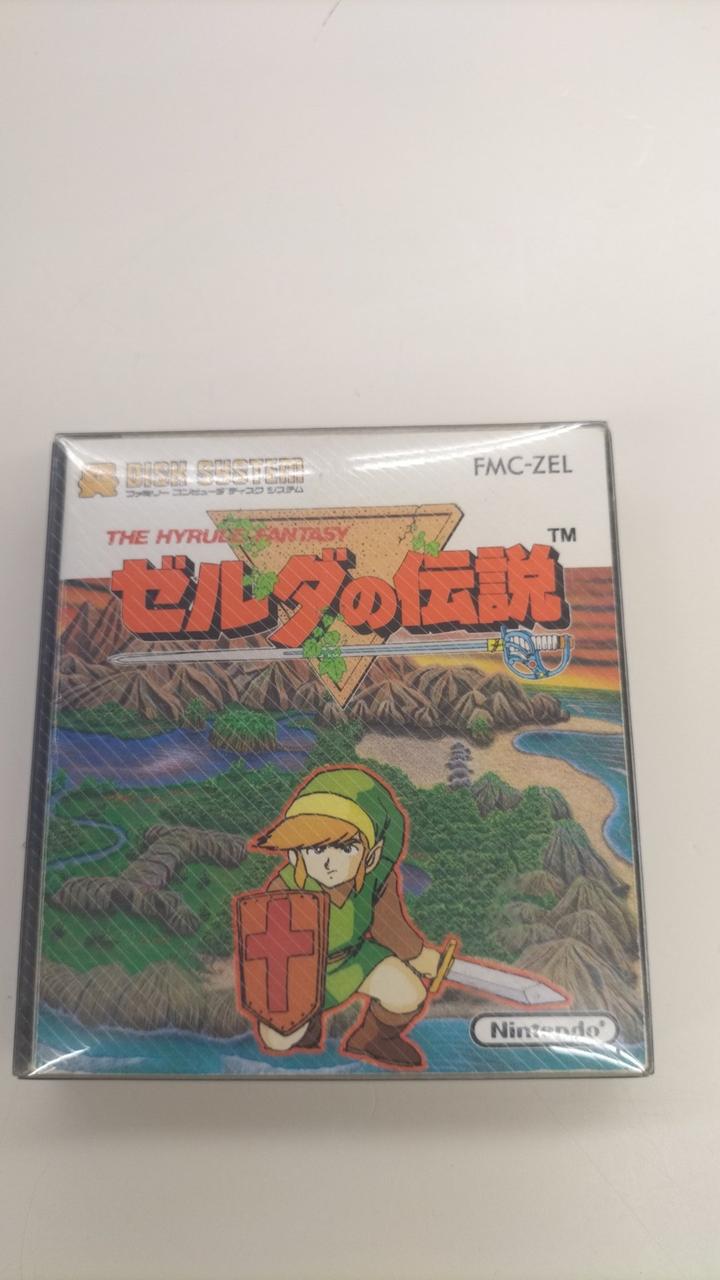 DISK SYSTEM
ファミリー コンピュータ ディスク システム
FMC-ZEL
THE HYRULE FANTASY
ゼルダの伝説
TM
Nintendo